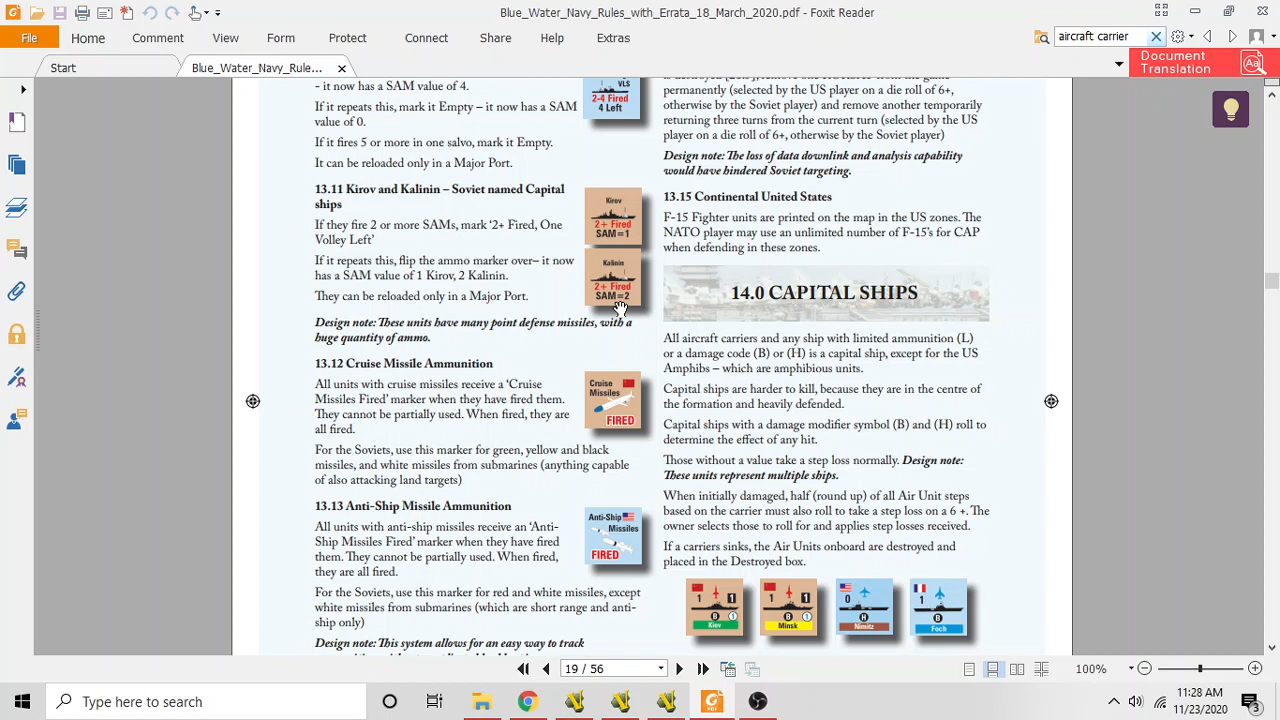 Blue_Water_Navy_Rules_with_Errata_18_March_2020.pdf - Foxit Reader
File
Home
Comment
View
Form
Protect
Connect
Share
Help
Extras
aircraft carrier
Start
Blue_Water_Navy_Rule...
Document
Translation
- it now has a SAM value of 4.
If it repeats this, mark it Empty – it now has a SAM
value of 0.
If it fires 5 or more in one salvo, mark it Empty.
It can be reloaded only in a Major Port.
VLS
2-4 Fired
4 Left
13.11 Kirov and Kalinin – Soviet named Capital
ships
If they fire 2 or more SAMs, mark '2+ Fired, One
Volley Left'
If it repeats this, flip the ammo marker over– it now
has a SAM value of 1 Kirov, 2 Kalinin.
They can be reloaded only in a Major Port.
Kirov
2+ Fired
SAM=1
Kalinin
2+ Fired
SAM=2
Design note: These units have many point defense missiles, with a
huge quantity of ammo.
13.12 Cruise Missile Ammunition
All units with cruise missiles receive a 'Cruise
Missiles Fired' marker when they have fired them.
They cannot be partially used. When fired, they are
all fired.
Cruise
Missiles
FIRED
For the Soviets, use this marker for green, yellow and black
missiles, and white missiles from submarines (anything capable
of also attacking land targets)
13.13 Anti-Ship Missile Ammunition
All units with anti-ship missiles receive an 'Anti-
Ship Missiles Fired' marker when they have fired
them. They cannot be partially used. When fired,
they are all fired.
Anti-Ship
Missiles
FIRED
For the Soviets, use this marker for red and white missiles, except
white missiles from submarines (which are short range and anti-
ship only)
Design note: This system allows for an easy way to track
permanently (selected by the US player on a die roll of 6+,
otherwise by the Soviet player) and remove another temporarily
returning three turns from the current turn (selected by the US
player on a die roll of 6+, otherwise by the Soviet player)
Design note: The loss of data downlink and analysis capability
would have hindered Soviet targeting.
13.15 Continental United States
F-15 Fighter units are printed on the map in the US zones. The
NATO player may use an unlimited number of F-15's for CAP
when defending in these zones.
14.0 CAPITAL SHIPS
All aircraft carriers and any ship with limited ammunition (L)
or a damage code (B) or (H) is a capital ship, except for the US
Amphibs – which are amphibious units.
Capital ships are harder to kill, because they are in the centre of
the formation and heavily defended.
Capital ships with a damage modifier symbol (B) and (H) roll to
determine the effect of any hit.
Those without a value take a step loss normally. Design note:
These units represent multiple ships.
When initially damaged, half (round up) of all Air Unit steps
based on the carrier must also roll to take a step loss on a 6 +. The
owner selects those to roll for and applies step losses received.
If a carriers sinks, the Air Units onboard are destroyed and
placed in the Destroyed box.
1 1 B 1 Kiev
1 1 B 1 Minsk
0 H Nimitz
1 B Foch
19 / 56
100%
Type here to search
11:28 AM
11/23/2020
3